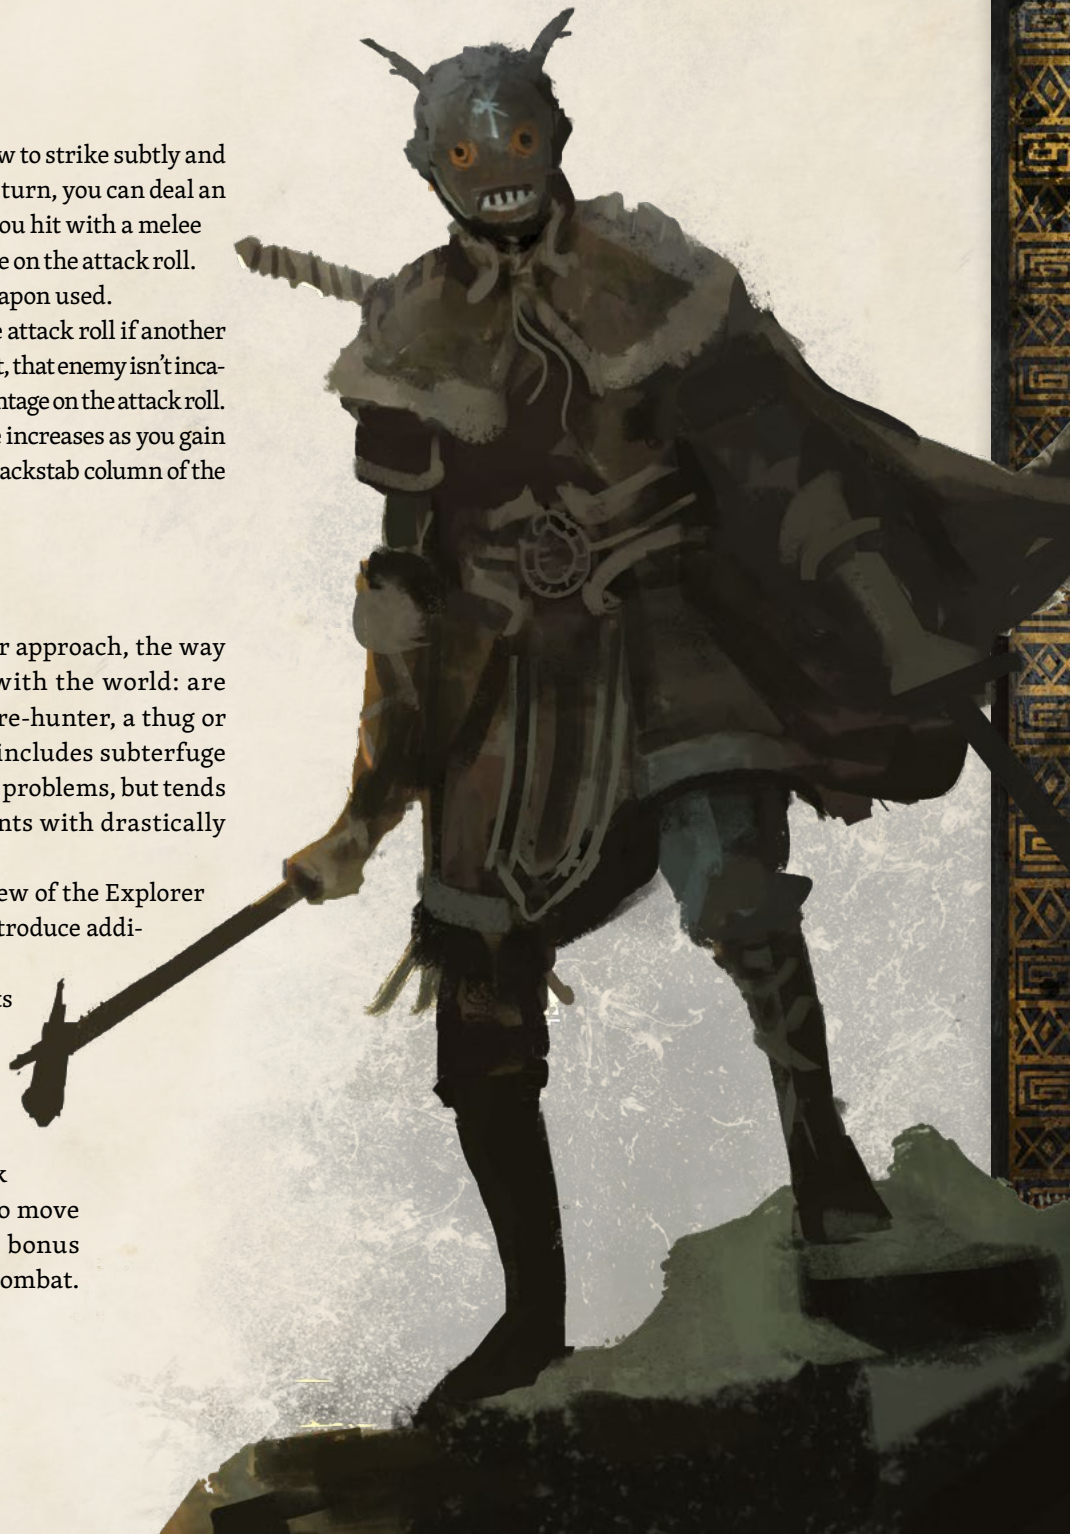 w to strike subtly and
turn, you can deal an
ou hit with a melee
e on the attack roll.
apon used.
e attack roll if another
t, that enemy isn't inca-
ntage on the attack roll.
e increases as you gain
ackstab column of the
r approach, the way
with the world: are
re-hunter, a thug or
includes subterfuge
problems, but tends
nts with drastically
ew of the Explorer
troduce addi-
ts
k
o move
bonus
ombat.